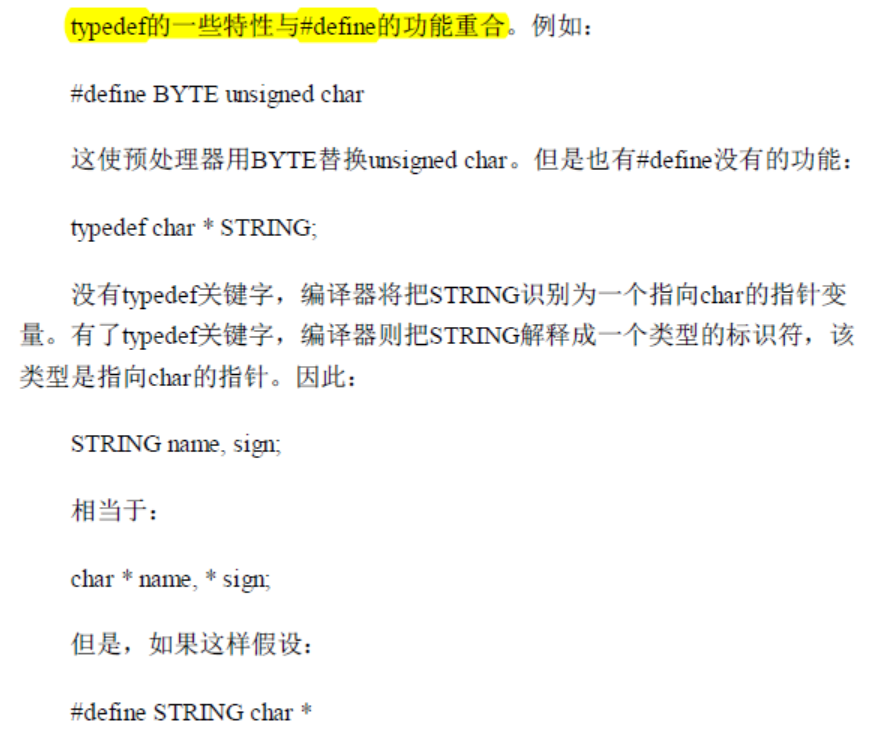 typedef的一些特性与#define的功能重合。例如：
#define BYTE unsigned char
这使预处理器用BYTE替换unsigned char。但是也有#define没有的功能：
typedef char * STRING;
没有typedef关键字，编译器将把STRING识别为一个指向char的指针变
量。有了typedef关键字，编译器则把STRING解释成一个类型的标识符，该
类型是指向char的指针。因此：
STRING name, sign;
相当于：
char * name, * sign;
但是，如果这样假设：
#define STRING char *